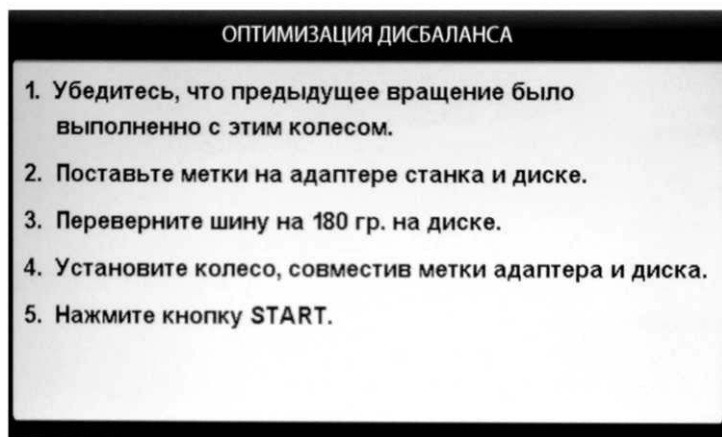 ОПТИМИЗАЦИЯ ДИСБАЛАНСА
1. Убедитесь, что предыдущее вращение было
выполненно с этим колесом.
2. Поставьте метки на адаптере станка и диске.
3. Переверните шину на 180 гр. на диске.
4. Установите колесо, совместив метки адаптера и диска.
5. Нажмите кнопку START.